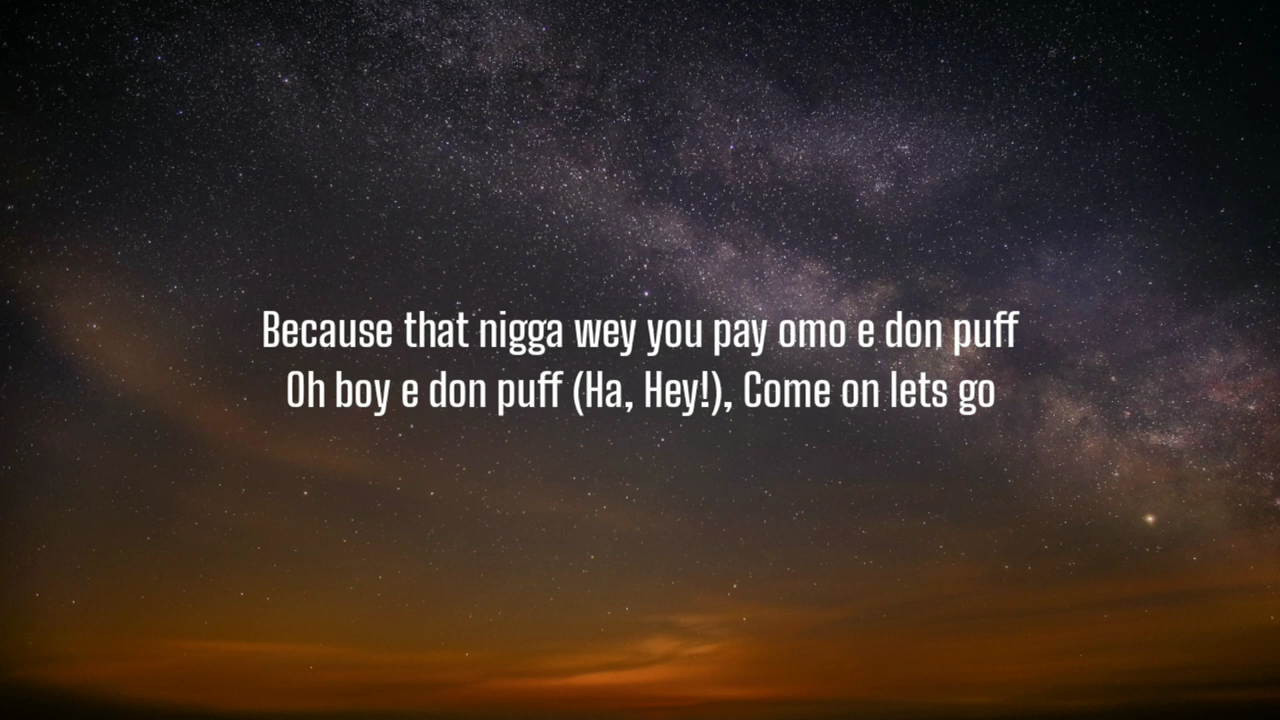 Because that nigga wey you pay omo e don puff
Oh boy e don puff (Ha, Hey!), Come on lets go